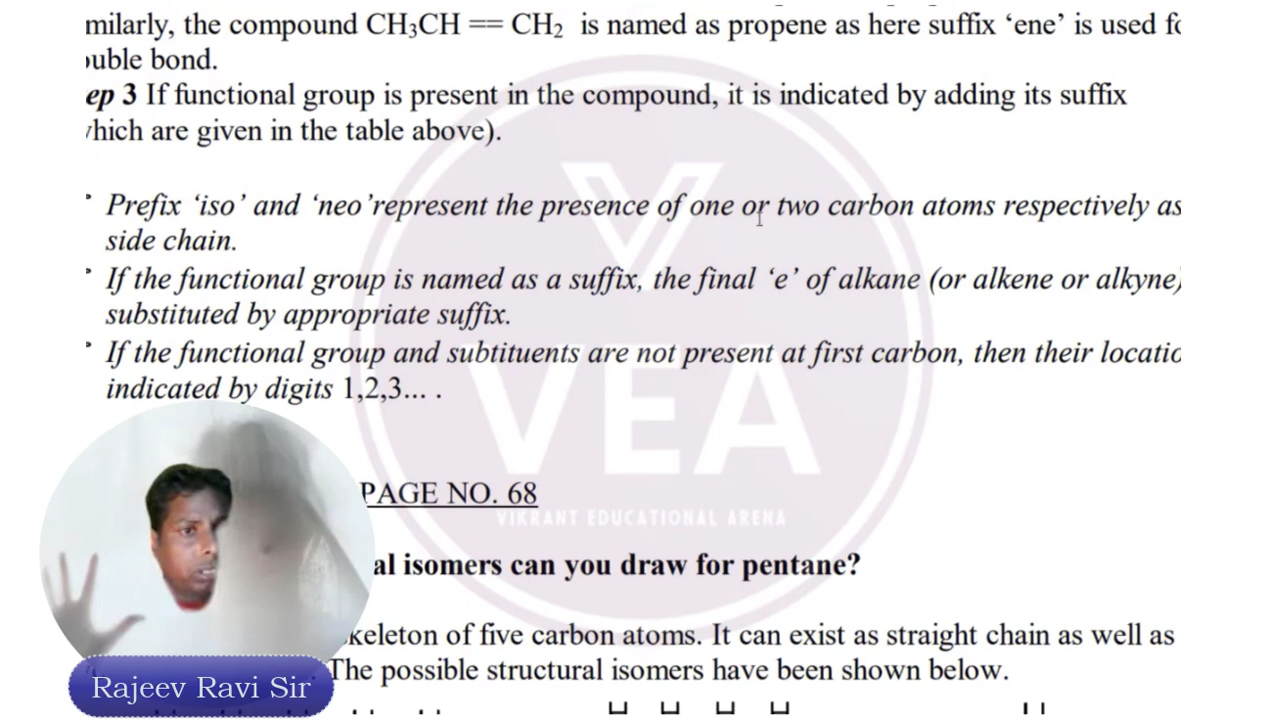 milarly, the compound CH₃CH == CH₂ is named as propene as here suffix ‘ene’ is used fo
uble bond.
ep 3 If functional group is present in the compound, it is indicated by adding its suffix
hich are given in the table above).
Prefix ‘iso’ and ‘neo’represent the presence of one or two carbon atoms respectively as
side chain.
If the functional group is named as a suffix, the final ‘e’ of alkane (or alkene or alkyne)
substituted by appropriate suffix.
If the functional group and subtituents are not present at first carbon, then their locatio
indicated by digits 1,2,3... .
VEA
PAGE NO. 68
VIKRANT EDUCATIONAL ARENA
al isomers can you draw for pentane?
keleton of five carbon atoms. It can exist as straight chain as well as
The possible structural isomers have been shown below.
Rajeev Ravi Sir